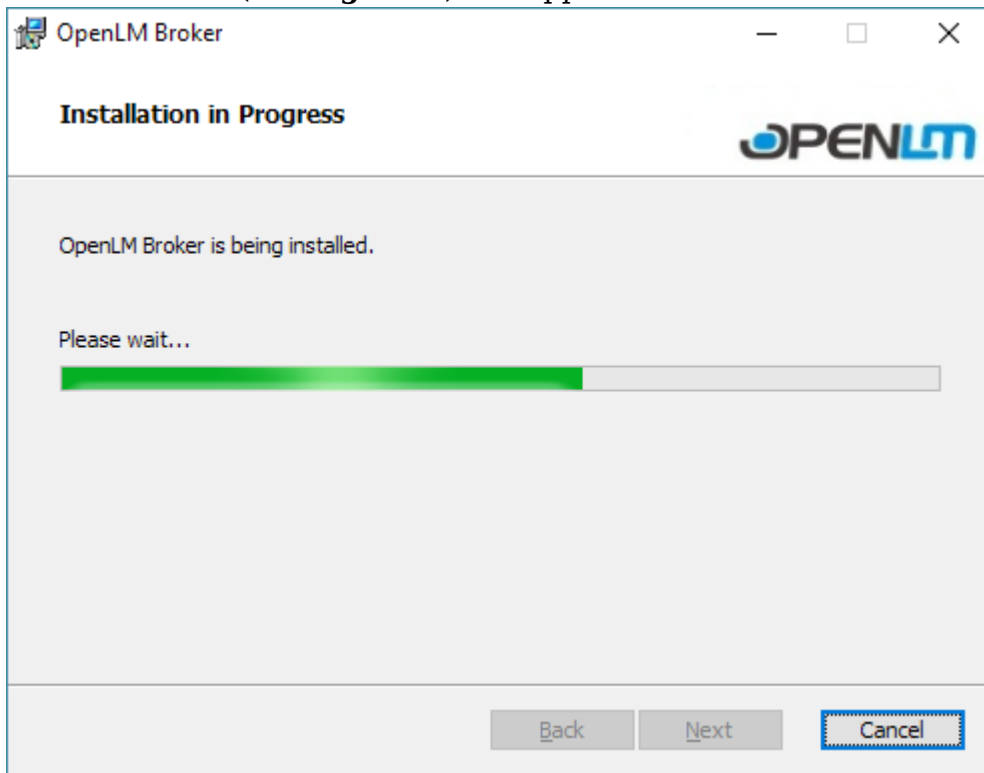 OpenLM Broker
Installation in Progress
OPENLM
OpenLM Broker is being installed.
Please wait...
Back Next Cancel